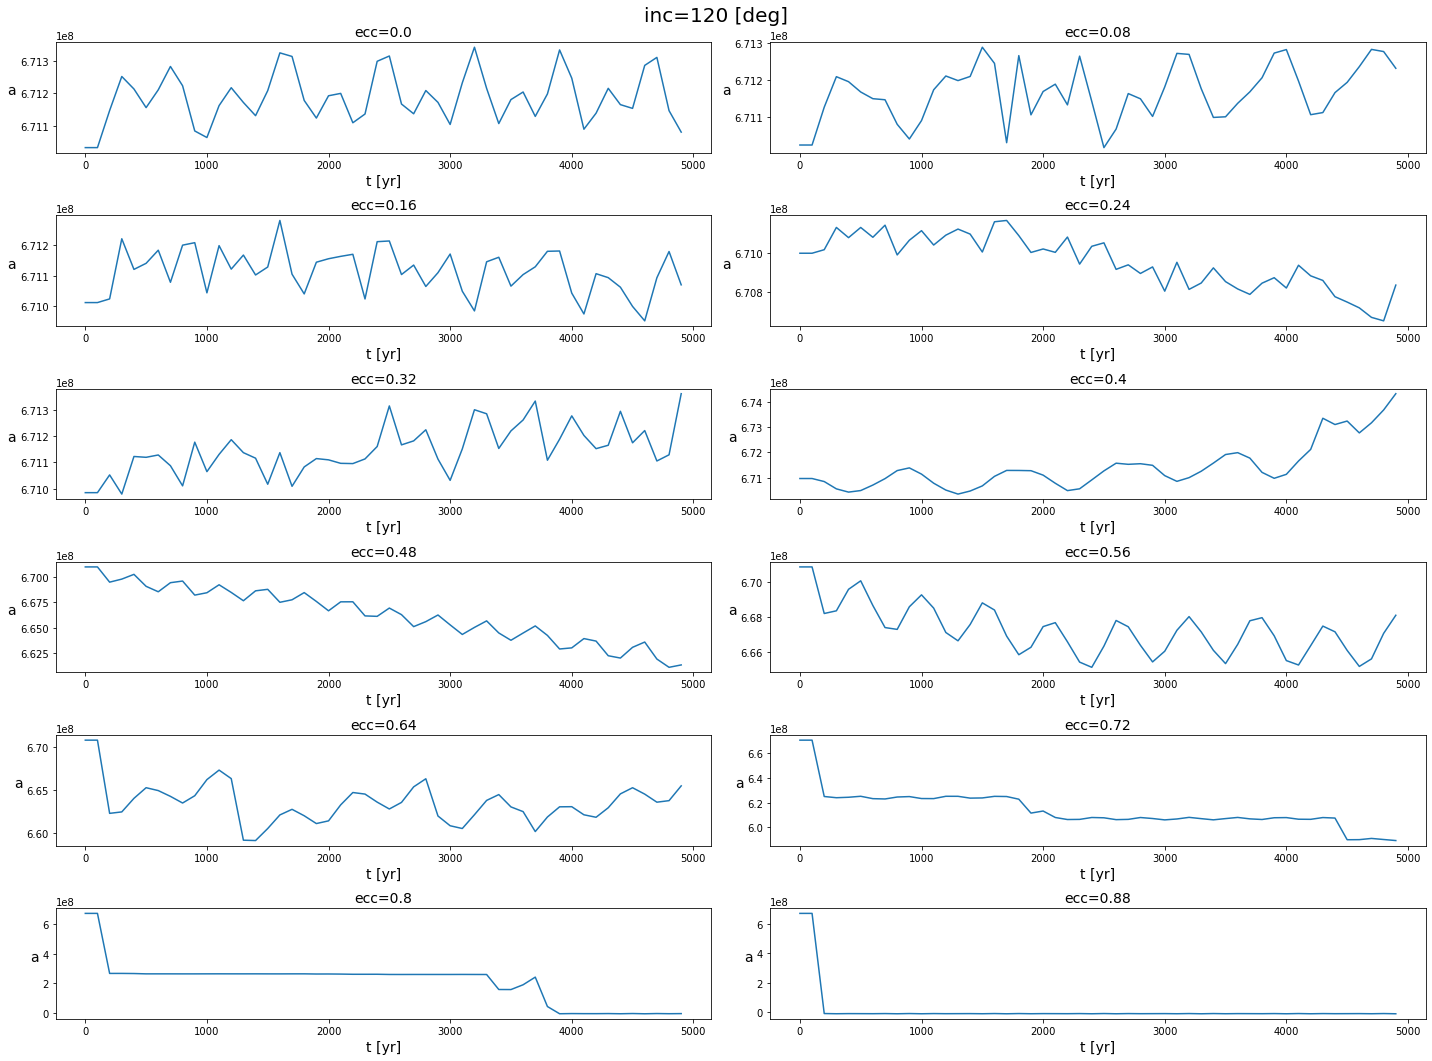 inc=120 [deg]
ecc=0.0
1e8
a
6.713
6.712
6.711
0 1000 2000 3000 4000 5000
t [yr]
ecc=0.08
1e8
a
6.713
6.712
6.711
0 1000 2000 3000 4000 5000
t [yr]
ecc=0.16
1e8
a
6.712
6.711
6.710
0 1000 2000 3000 4000 5000
t [yr]
ecc=0.24
1e8
a
6.710
6.708
0 1000 2000 3000 4000 5000
t [yr]
ecc=0.32
1e8
a
6.713
6.712
6.711
6.710
0 1000 2000 3000 4000 5000
t [yr]
ecc=0.4
1e8
a
6.74
6.73
6.72
6.71
0 1000 2000 3000 4000 5000
t [yr]
ecc=0.48
1e8
a
6.700
6.675
6.650
6.625
0 1000 2000 3000 4000 5000
t [yr]
ecc=0.56
1e8
a
6.70
6.68
6.66
0 1000 2000 3000 4000 5000
t [yr]
ecc=0.64
1e8
a
6.70
6.65
6.60
0 1000 2000 3000 4000 5000
t [yr]
ecc=0.72
1e8
a
6.6
6.4
6.2
6.0
0 1000 2000 3000 4000 5000
t [yr]
ecc=0.8
1e8
a
6
4
2
0
0 1000 2000 3000 4000 5000
t [yr]
ecc=0.88
1e8
a
6
4
2
0
0 1000 2000 3000 4000 5000
t [yr]